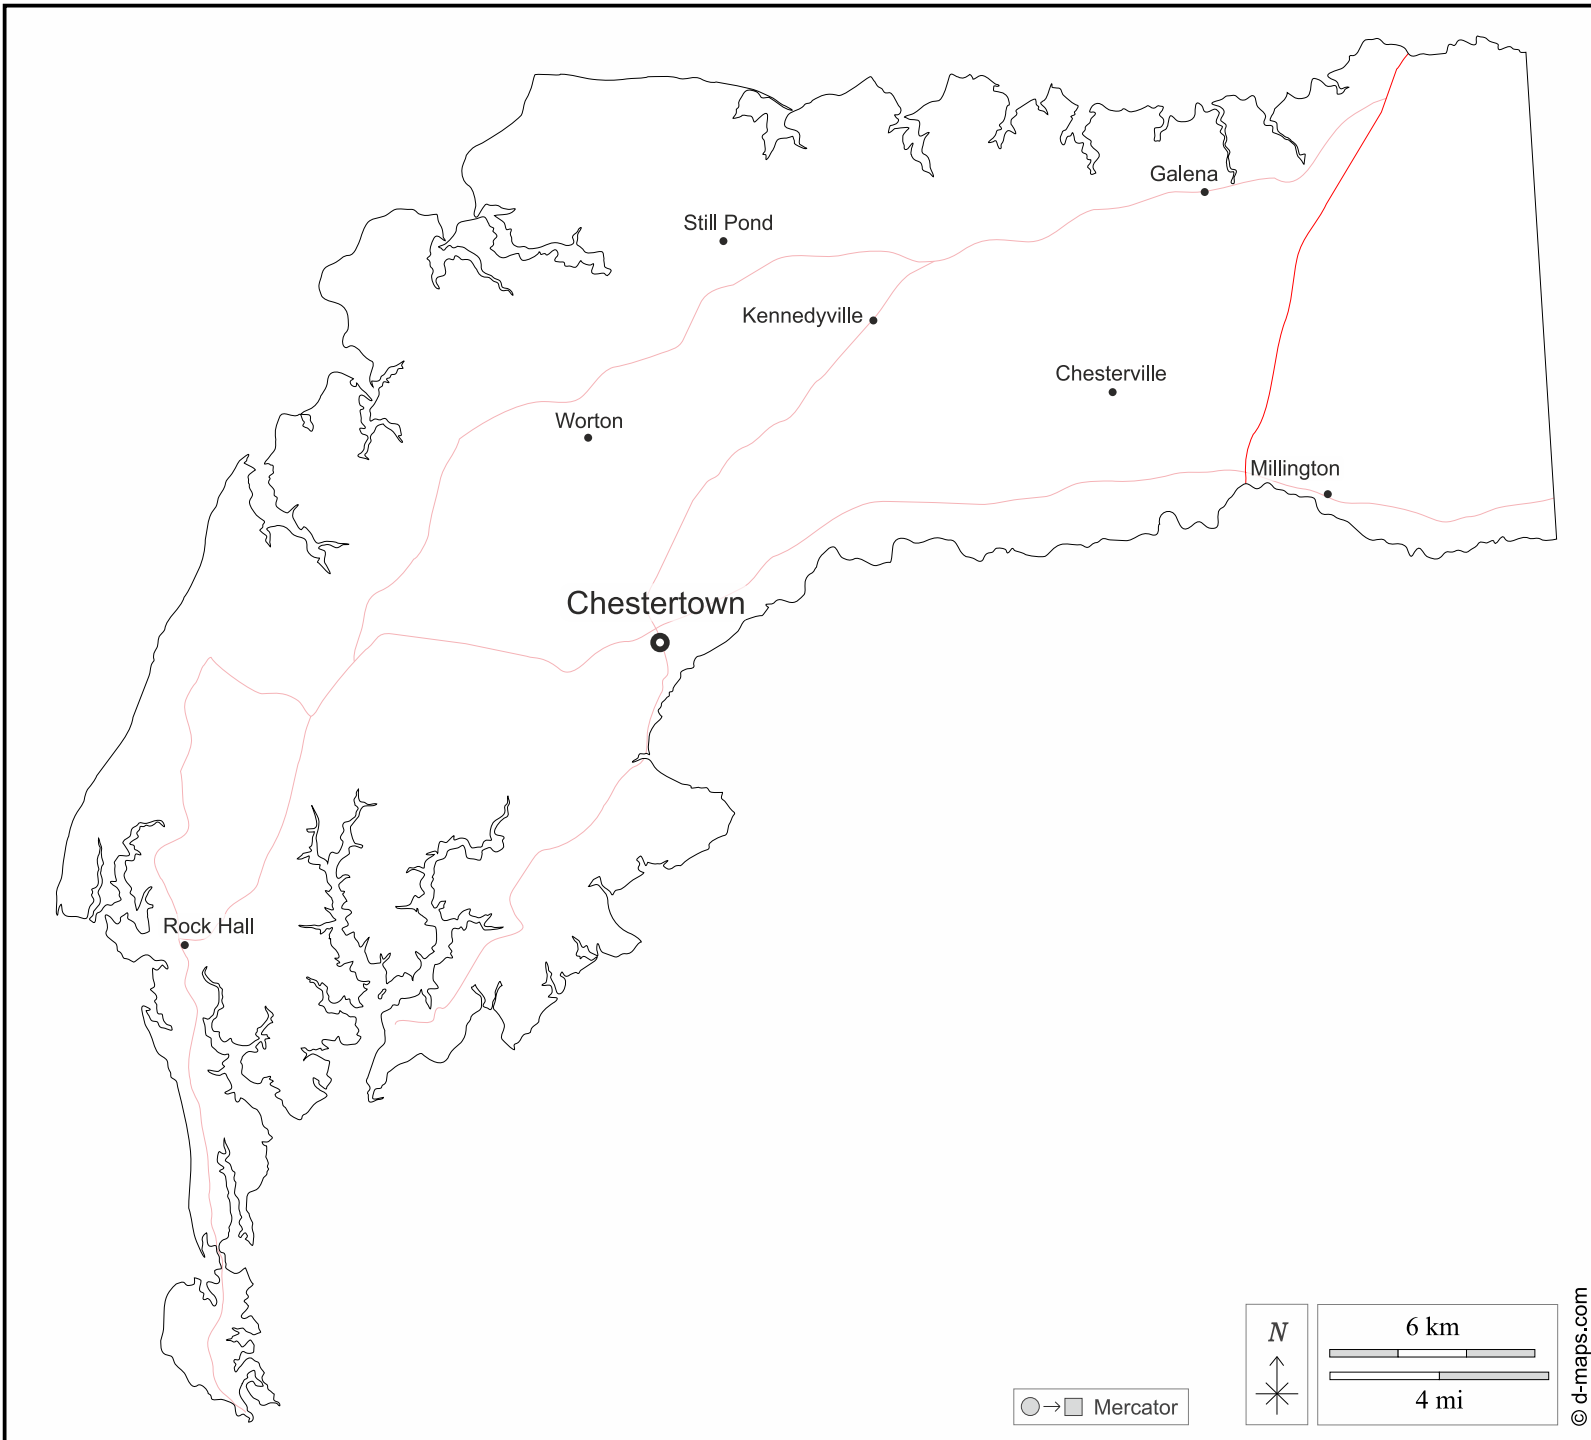 Galena
Still Pond
Kennedyville
Chesterville
Worton
Millington
Chestertown
Rock Hall
N
6 km
4 mi
Mercator
© d-maps.com